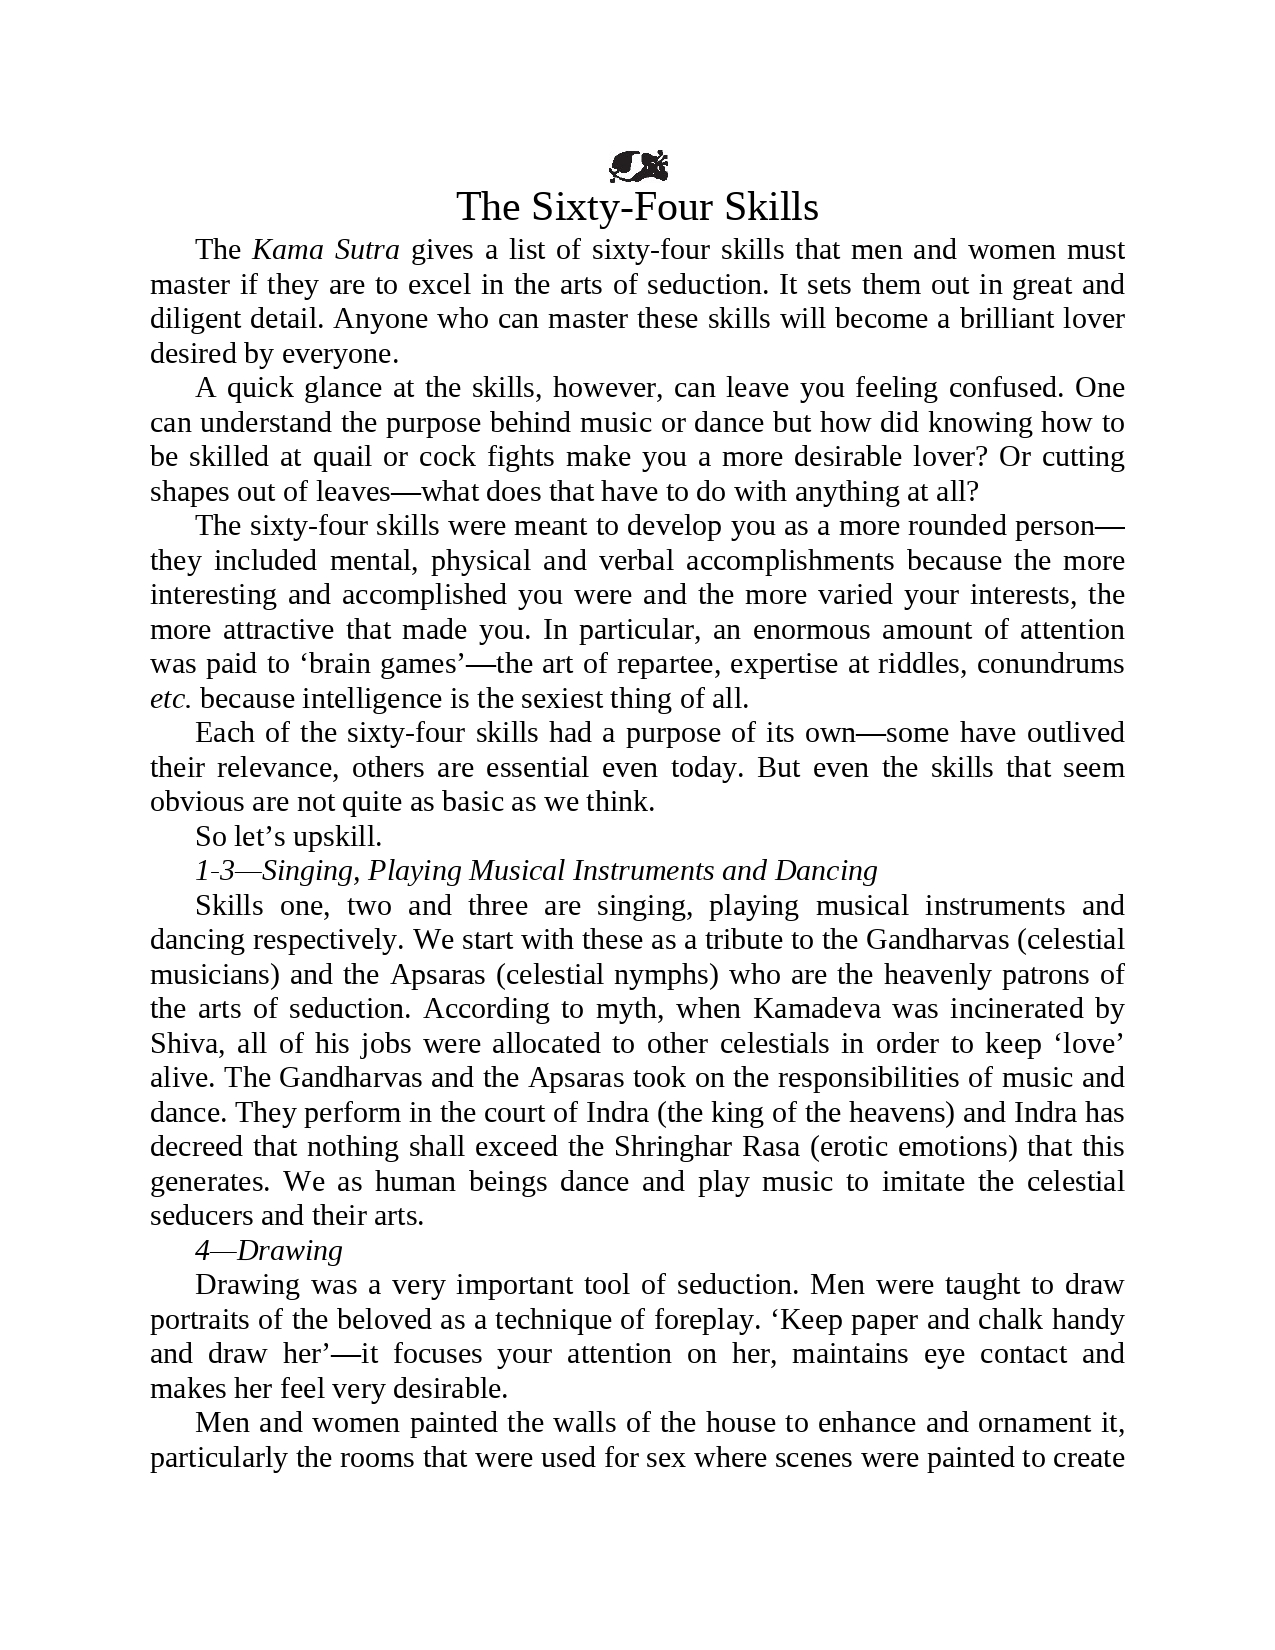 The Sixty-Four Skills
The Kama Sutra gives a list of sixty-four skills that men and women must
master if they are to excel in the arts of seduction. It sets them out in great and
diligent detail. Anyone who can master these skills will become a brilliant lover
desired by everyone.
A quick glance at the skills, however, can leave you feeling confused. One
can understand the purpose behind music or dance but how did knowing how to
be skilled at quail or cock fights make you a more desirable lover? Or cutting
shapes out of leaves—what does that have to do with anything at all?
The sixty-four skills were meant to develop you as a more rounded person—
they included mental, physical and verbal accomplishments because the more
interesting and accomplished you were and the more varied your interests, the
more attractive that made you. In particular, an enormous amount of attention
was paid to ‘brain games’—the art of repartee, expertise at riddles, conundrums
etc. because intelligence is the sexiest thing of all.
Each of the sixty-four skills had a purpose of its own—some have outlived
their relevance, others are essential even today. But even the skills that seem
obvious are not quite as basic as we think.
So let’s upskill.
1-3—Singing, Playing Musical Instruments and Dancing
Skills one, two and three are singing, playing musical instruments and
dancing respectively. We start with these as a tribute to the Gandharvas (celestial
musicians) and the Apsaras (celestial nymphs) who are the heavenly patrons of
the arts of seduction. According to myth, when Kamadeva was incinerated by
Shiva, all of his jobs were allocated to other celestials in order to keep ‘love’
alive. The Gandharvas and the Apsaras took on the responsibilities of music and
dance. They perform in the court of Indra (the king of the heavens) and Indra has
decreed that nothing shall exceed the Shringhar Rasa (erotic emotions) that this
generates. We as human beings dance and play music to imitate the celestial
seducers and their arts.
4—Drawing
Drawing was a very important tool of seduction. Men were taught to draw
portraits of the beloved as a technique of foreplay. ‘Keep paper and chalk handy
and draw her’—it focuses your attention on her, maintains eye contact and
makes her feel very desirable.
Men and women painted the walls of the house to enhance and ornament it,
particularly the rooms that were used for sex where scenes were painted to create